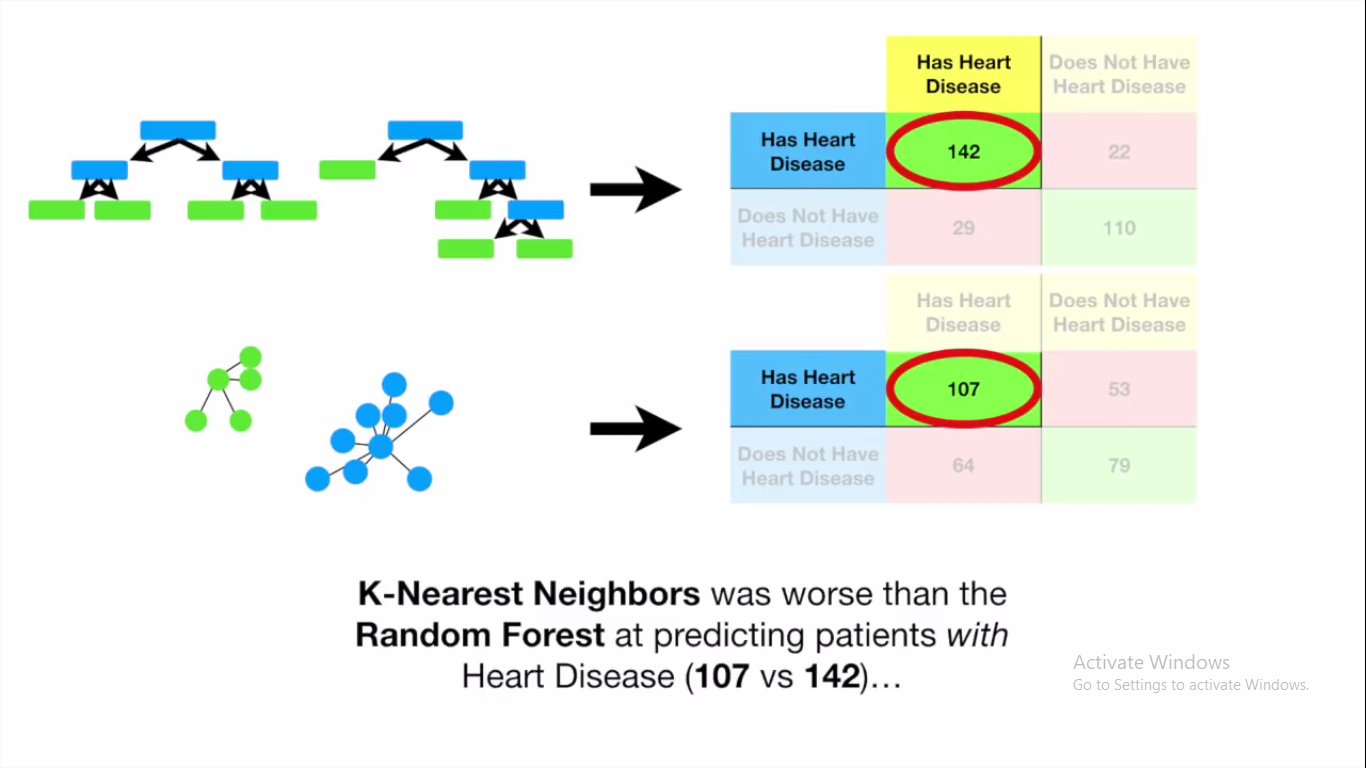 Has Heart
Disease
Does Not Have
Heart Disease
Has Heart
Disease
142
22
Does Not Have
Heart Disease
29
110
Has Heart
Disease
Does Not Have
Heart Disease
Has Heart
Disease
107
53
Does Not Have
Heart Disease
64
79
K-Nearest Neighbors was worse than the
Random Forest at predicting patients with
Heart Disease (107 vs 142)…
Activate Windows
Go to Settings to activate Windows.